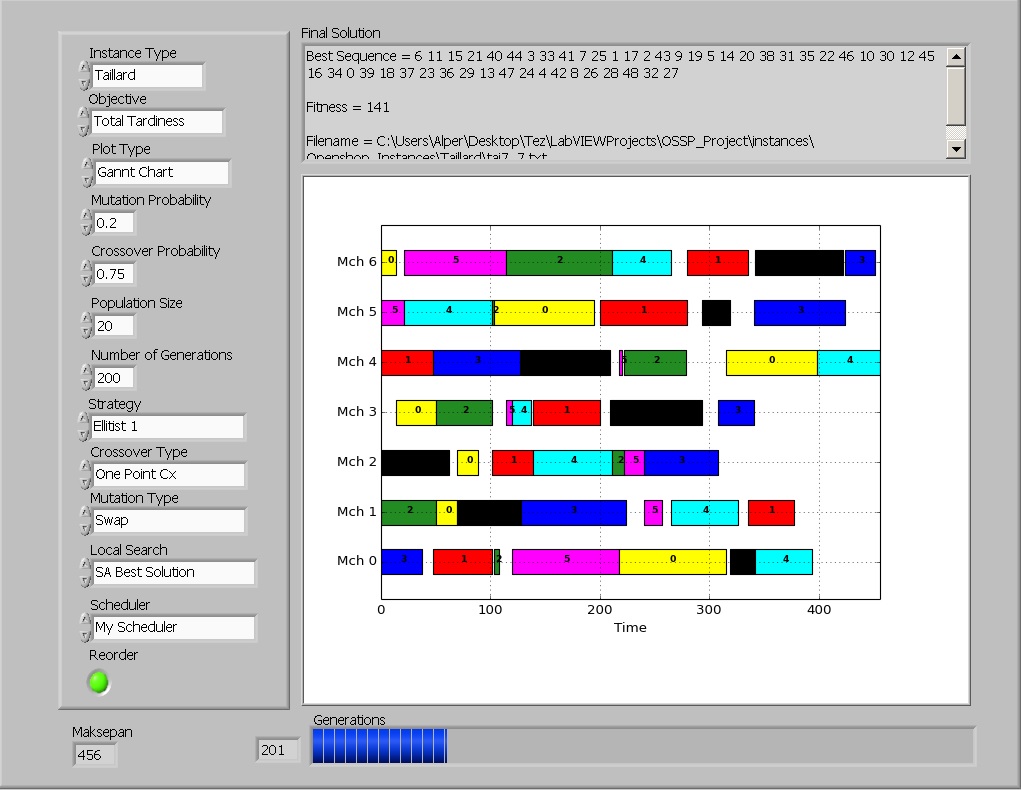 Instance Type
Taillard
Objective
Total Tardiness
Plot Type
Gannt Chart
Mutation Probability
0.2
Crossover Probability
0.75
Population Size
20
Number of Generations
200
Strategy
Ellitist 1
Crossover Type
One Point Cx
Mutation Type
Swap
Local Search
SA Best Solution
Scheduler
My Scheduler
Reorder
Final Solution
Best Sequence = 6 11 15 21 40 44 3 33 41 7 25 1 17 2 43 9 19 5 14 20 38 31 35 22 46 10 30 12 45
16 34 0 39 18 37 23 36 29 13 47 24 4 42 8 26 28 48 32 27
Fitness = 141
Filename = C:\Users\Alper\Desktop\Tez\LabVIEWProjects\OSSP_Project\instances\
Openshop_Instances\Taillard\tai7_7.txt
Mch 6 0 5 2 4 1 3
Mch 5 5 4 2 0 1 3
Mch 4 1 3 5 2 0 4
Mch 3 0 2 5 4 1 3
Mch 2 0 1 4 2 5 3
Mch 1 2 0 3 5 4 1
Mch 0 3 1 2 5 0 4
0 100 200 300 400
Time
Maksepan
456
201
Generations